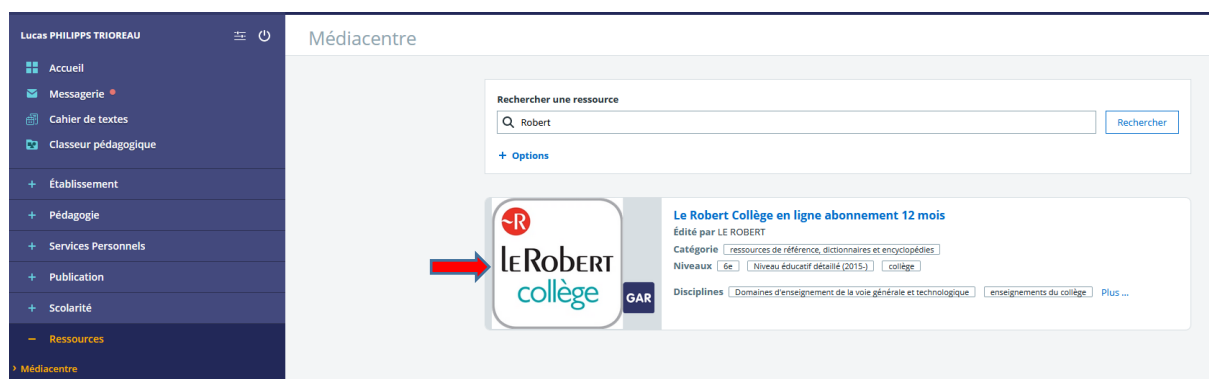 Lucas PHILIPPS TRIOREAU
Accueil
Messagerie
Cahier de textes
Classeur pédagogique
+ Établissement
+ Pédagogie
+ Services Personnels
+ Publication
+ Scolarité
− Ressources
› Médiacentre
Médiacentre
Rechercher une ressource
Robert
Rechercher
+ Options
R
leRobert
collège
GAR
Le Robert Collège en ligne abonnement 12 mois
Édité par LE ROBERT
Catégorie ressources de référence, dictionnaires et encyclopédies
Niveaux 6e Niveau éducatif détaillé (2015-) collège
Disciplines Domaines d'enseignement de la voie générale et technologique enseignements du collège Plus ...